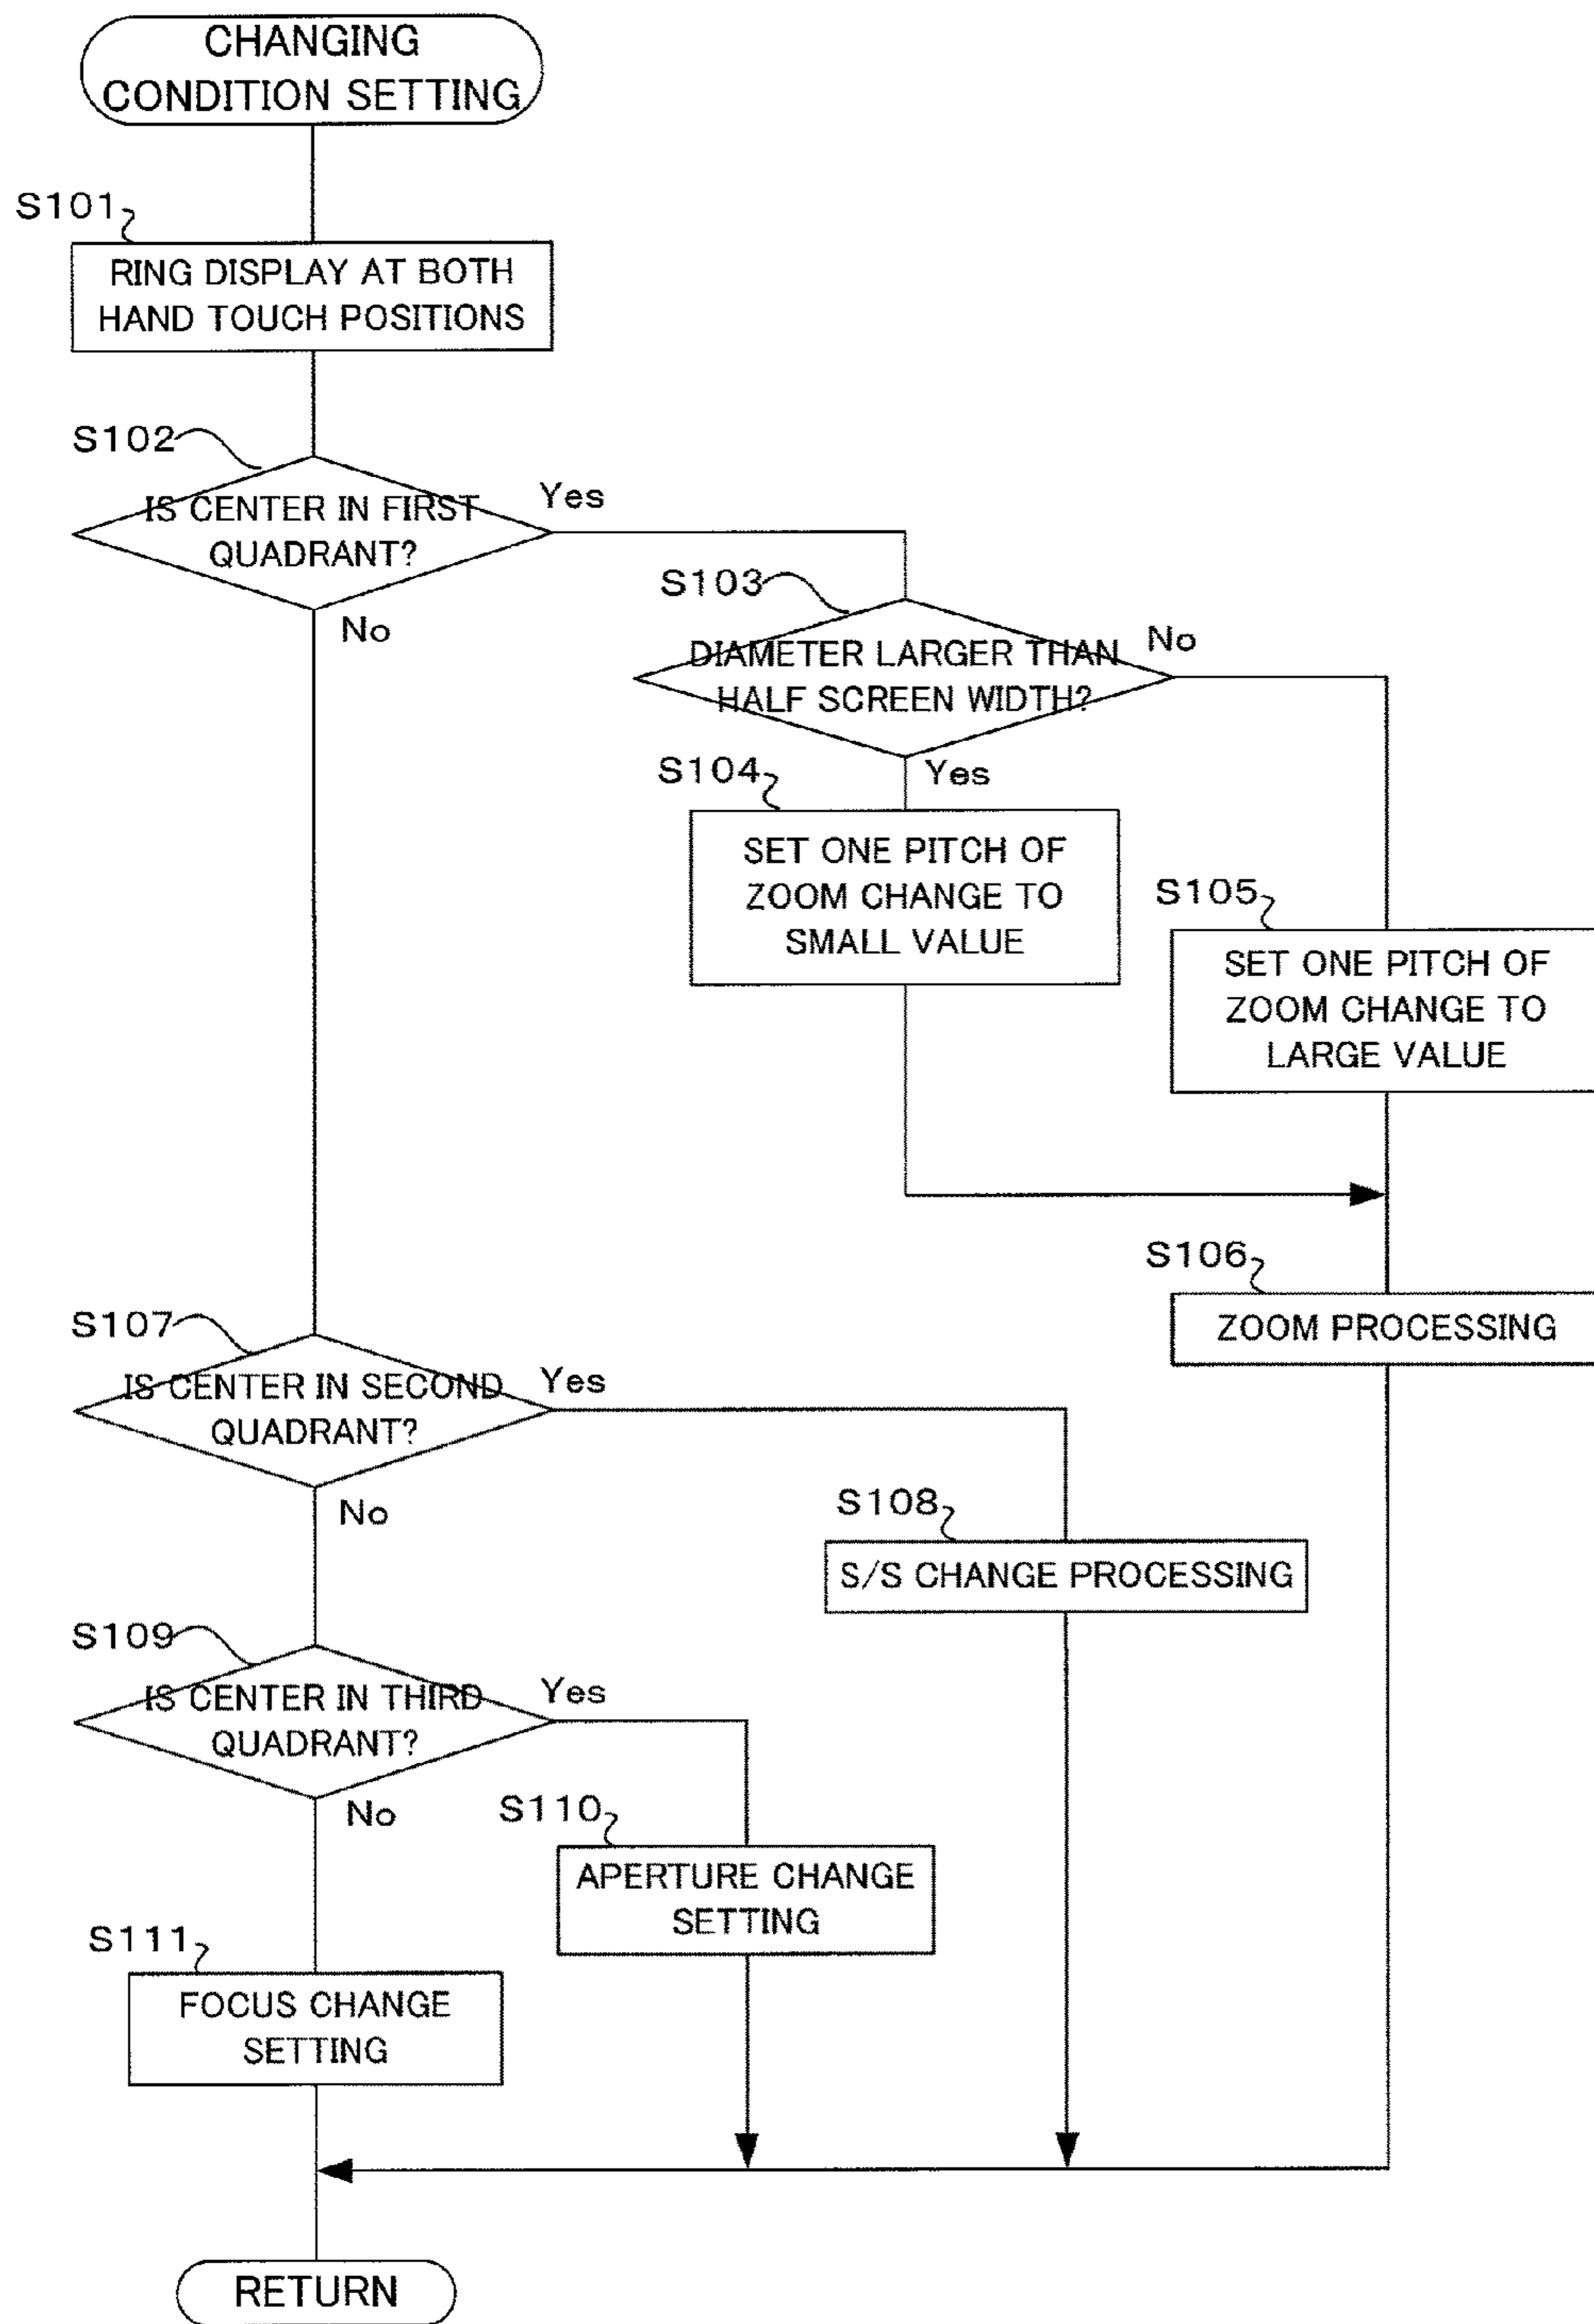 CHANGING
CONDITION SETTING
S101
RING DISPLAY AT BOTH
HAND TOUCH POSITIONS
S102
IS CENTER IN FIRST
QUADRANT?
Yes
No
S103
DIAMETER LARGER THAN
HALF SCREEN WIDTH?
No
Yes
S104
SET ONE PITCH OF
ZOOM CHANGE TO
SMALL VALUE
S105
SET ONE PITCH OF
ZOOM CHANGE TO
LARGE VALUE
S106
ZOOM PROCESSING
S107
IS CENTER IN SECOND
QUADRANT?
Yes
No
S108
S/S CHANGE PROCESSING
S109
IS CENTER IN THIRD
QUADRANT?
Yes
No
S110
APERTURE CHANGE
SETTING
S111
FOCUS CHANGE
SETTING
RETURN